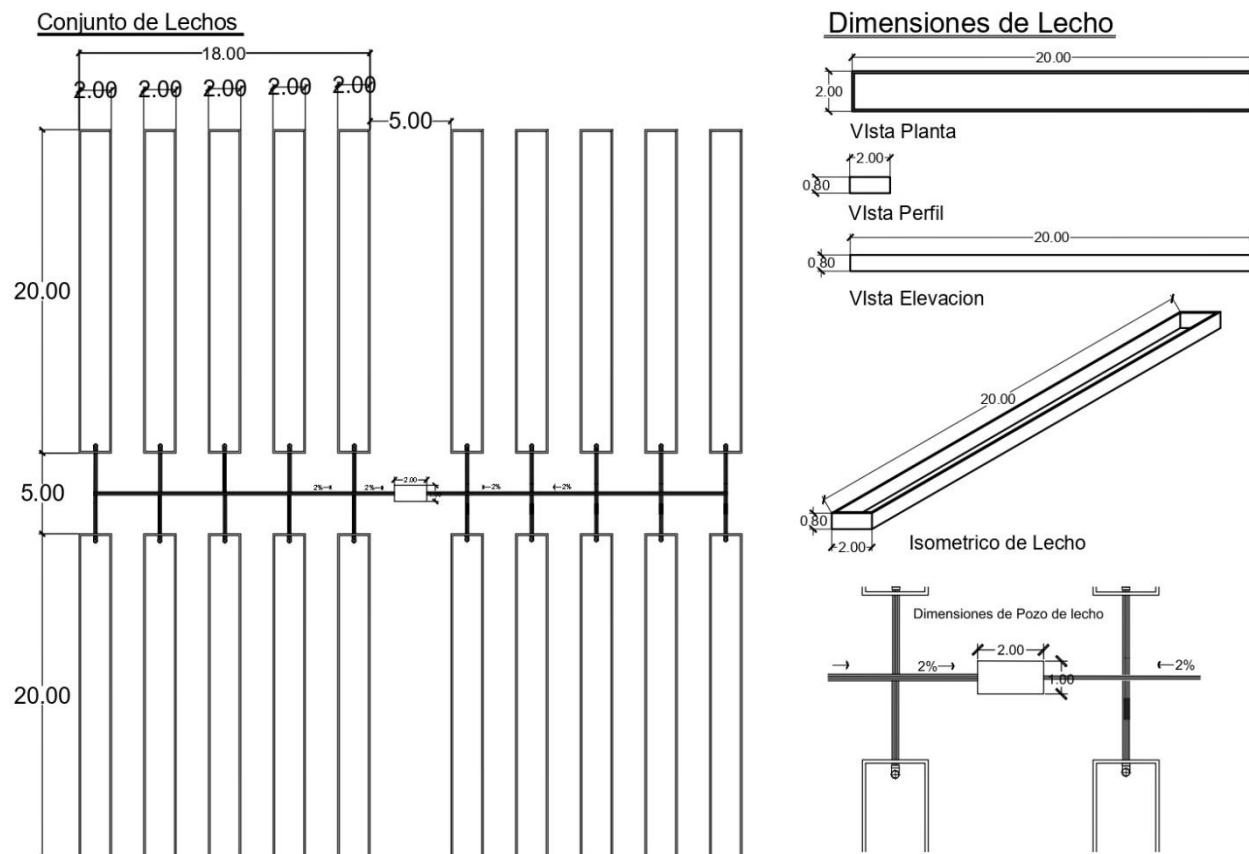 Conjunto de Lechos
18.00
2.00 2.00 2.00 2.00 2.00
5.00
20.00
5.00
2% 2% 2.00 2% 2%
20.00
Dimensiones de Lecho
20.00
2.00
VIsta Planta
2.00
0.80
VIsta Perfil
20.00
0.80
VIsta Elevacion
20.00
0.80
2.00
Isometrico de Lecho
Dimensiones de Pozo de lecho
2.00
2% 1.00 2%